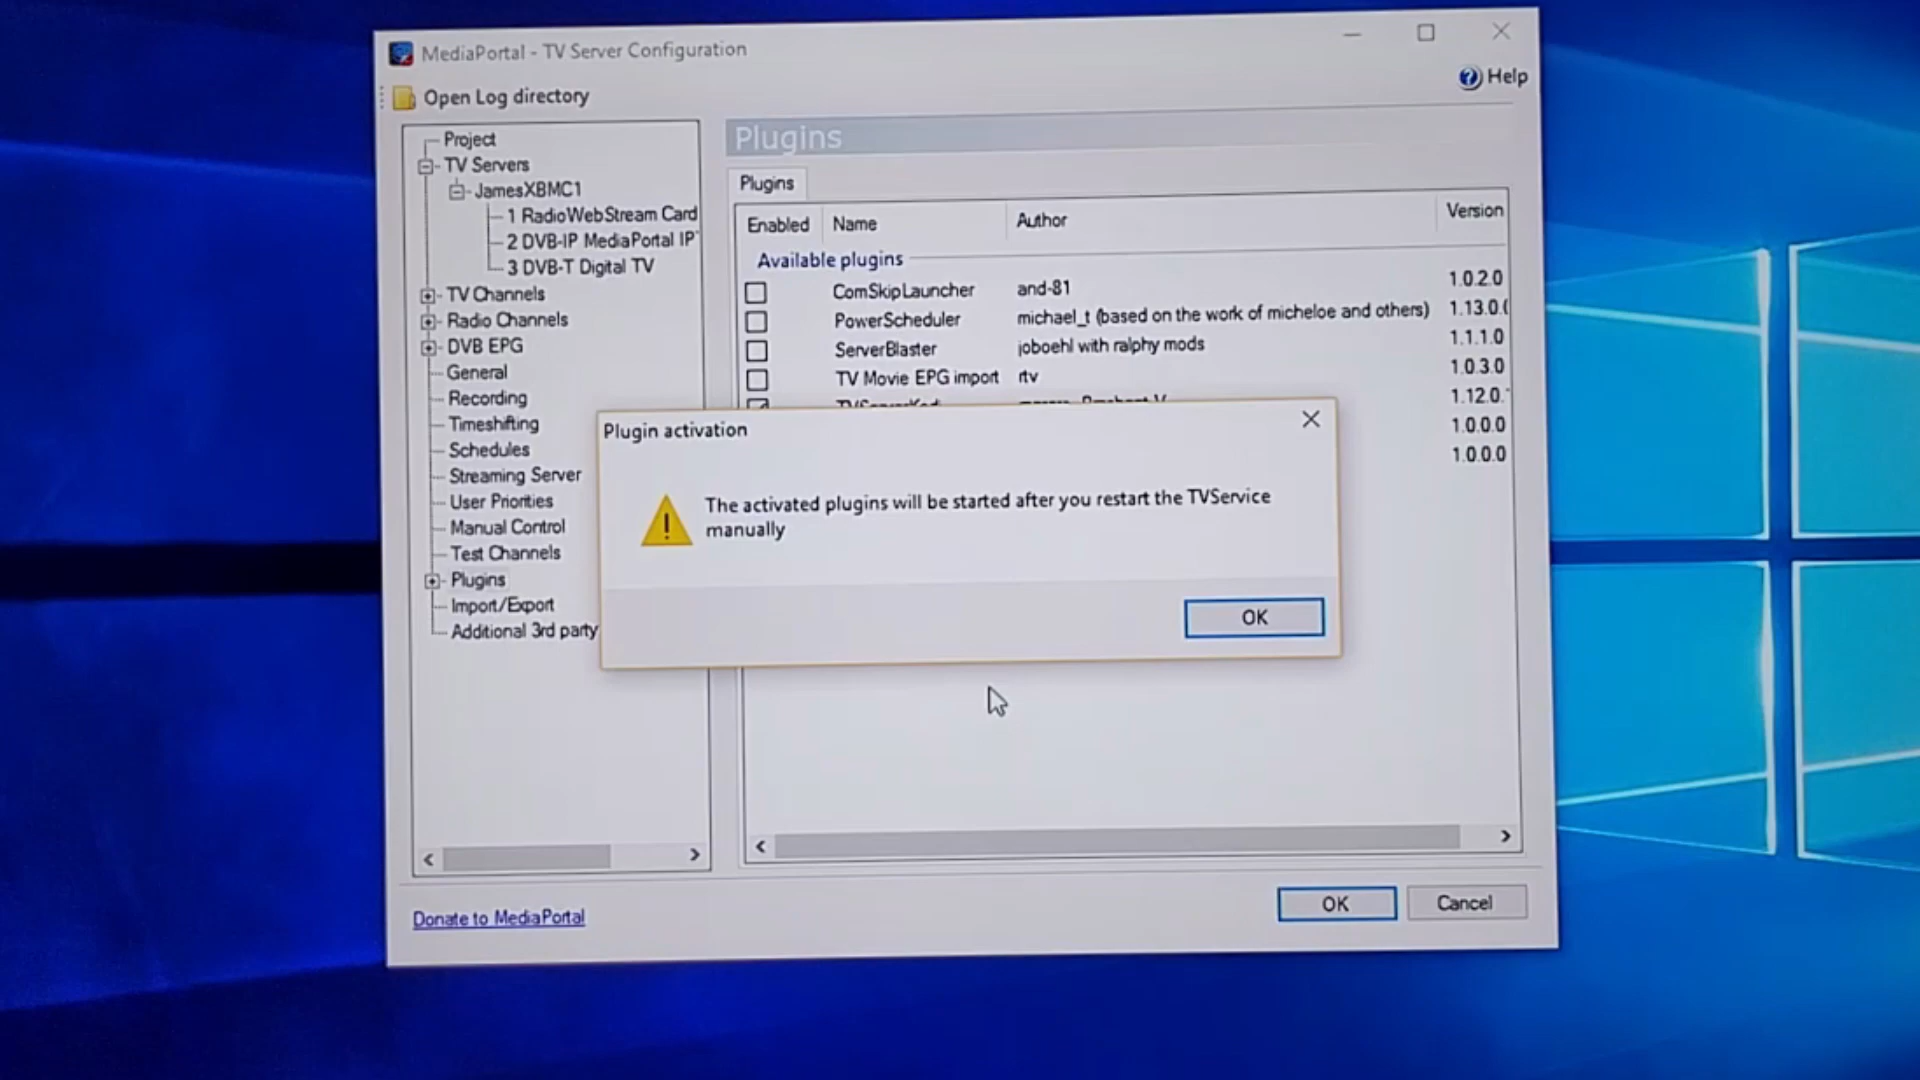 MediaPortal - TV Server Configuration
Help
Open Log directory
Project
TV Servers
JamesXBMC1
1 RadioWebStream Card
2 DVB-IP MediaPortal IP
3 DVB-T Digital TV
TV Channels
Radio Channels
DVB EPG
General
Recording
Timeshifting
Schedules
Streaming Server
User Priorities
Manual Control
Test Channels
Plugins
Import/Export
Additional 3rd party
Plugins
Plugins
Enabled Name Author Version
Available plugins
ComSkipLauncher and-81 1.0.2.0
PowerScheduler michael_t (based on the work of micheloe and others) 1.13.0.(
ServerBlaster joboehl with ralphy mods 1.1.1.0
TV Movie EPG import rtv 1.0.3.0
1.12.0.
1.0.0.0
1.0.0.0
Plugin activation
The activated plugins will be started after you restart the TVService
manually
OK
Donate to MediaPortal
OK Cancel